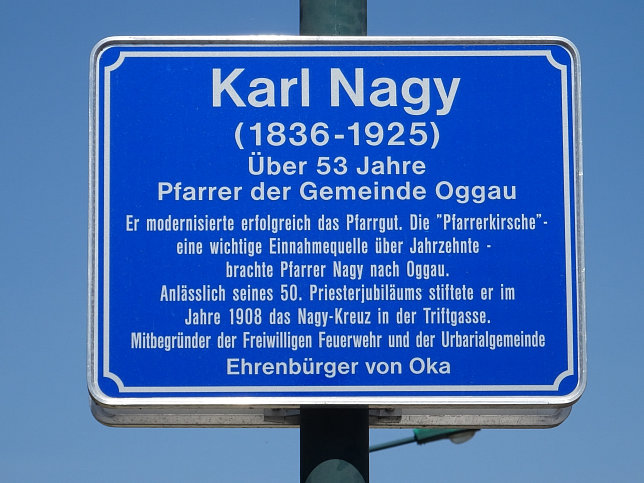 Karl Nagy
(1836-1925)
Über 53 Jahre
Pfarrer der Gemeinde Oggau
Er modernisierte erfolgreich das Pfarrgut. Die "Pfarrerkirsche"-
eine wichtige Einnahmequelle über Jahrzehnte -
brachte Pfarrer Nagy nach Oggau.
Anlässlich seines 50. Priesterjubiläums stiftete er im
Jahre 1908 das Nagy-Kreuz in der Triftgasse.
Mitbegründer der Freiwilligen Feuerwehr und der Urbarialgemeinde
Ehrenbürger von Oka